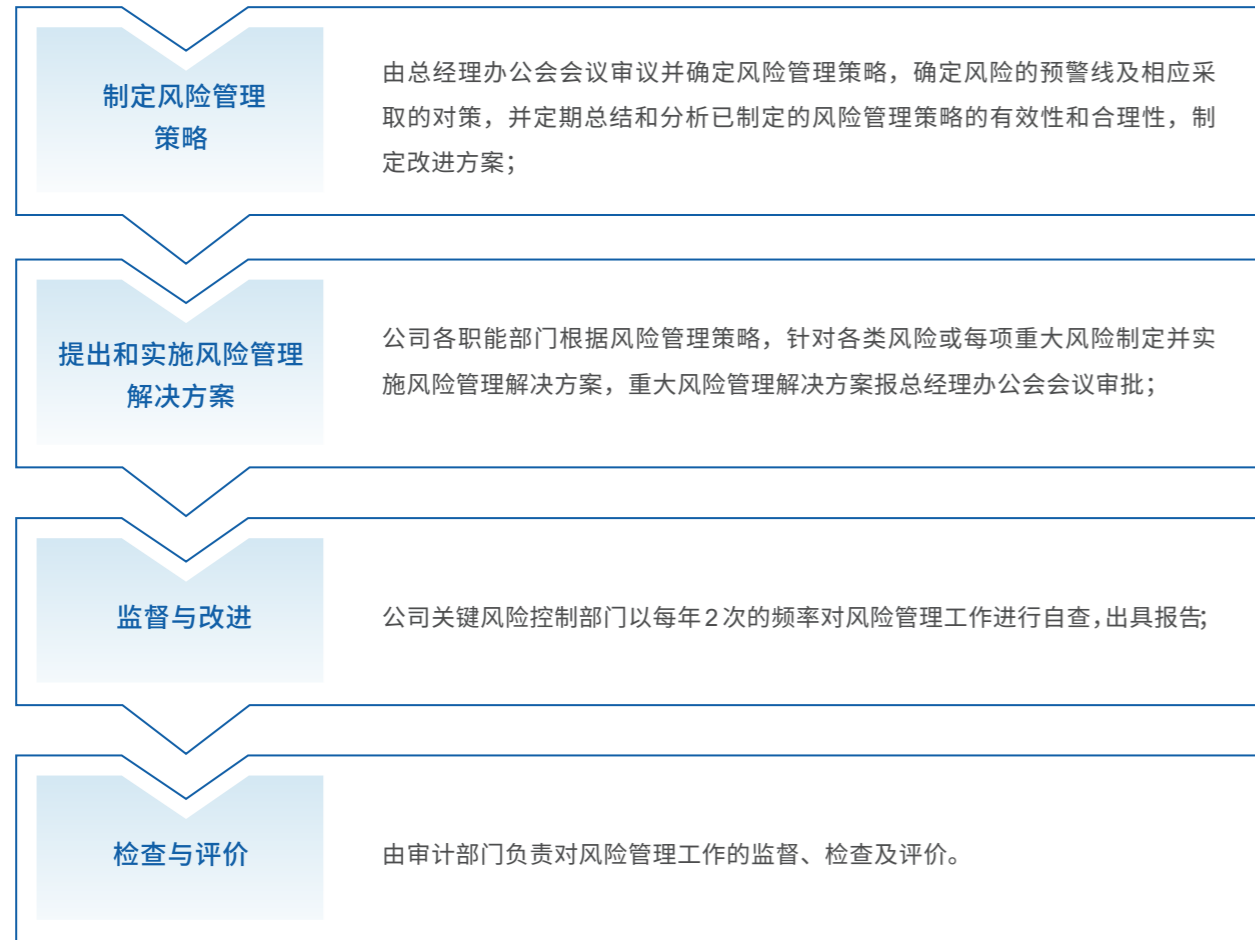 制定风险管理
策略
由总经理办公会会议审议并确定风险管理策略，确定风险的预警线及相应采
取的对策，并定期总结和分析已制定的风险管理策略的有效性和合理性，制
定改进方案；
提出和实施风险管理
解决方案
公司各职能部门根据风险管理策略，针对各类风险或每项重大风险制定并实
施风险管理解决方案，重大风险管理解决方案报总经理办公会会议审批；
监督与改进
公司关键风险控制部门以每年2次的频率对风险管理工作进行自查，出具报告；
检查与评价
由审计部门负责对风险管理工作的监督、检查及评价。